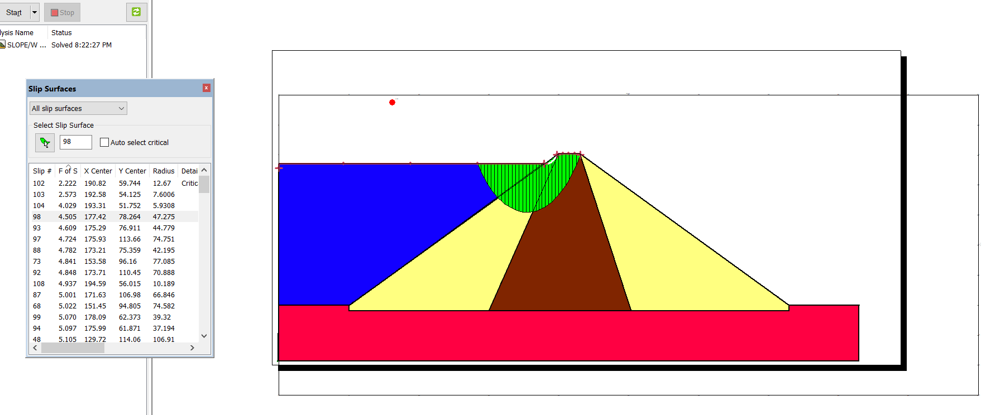 Start
Stop
lysis Name Status
SLOPE/W ... Solved 8:22:27 PM
Slip Surfaces
x
All slip surfaces
Select Slip Surface
98 Auto select critical
Slip # F of S X Center Y Center Radius Detai
102 2.222 190.82 59.744 12.67 Critic
103 2.573 192.58 54.125 7.6006
104 4.029 193.31 51.752 5.9308
98 4.505 177.42 78.264 47.275
93 4.609 175.29 76.911 44.779
97 4.724 175.93 113.66 74.751
88 4.782 173.21 75.359 42.195
73 4.841 153.58 96.16 77.085
92 4.848 173.71 110.45 70.888
108 4.937 194.59 56.015 10.189
87 5.001 171.63 106.98 66.846
68 5.022 151.45 94.805 74.582
99 5.070 178.09 62.373 39.32
94 5.097 175.99 61.871 37.194
48 5.105 129.72 114.06 106.91